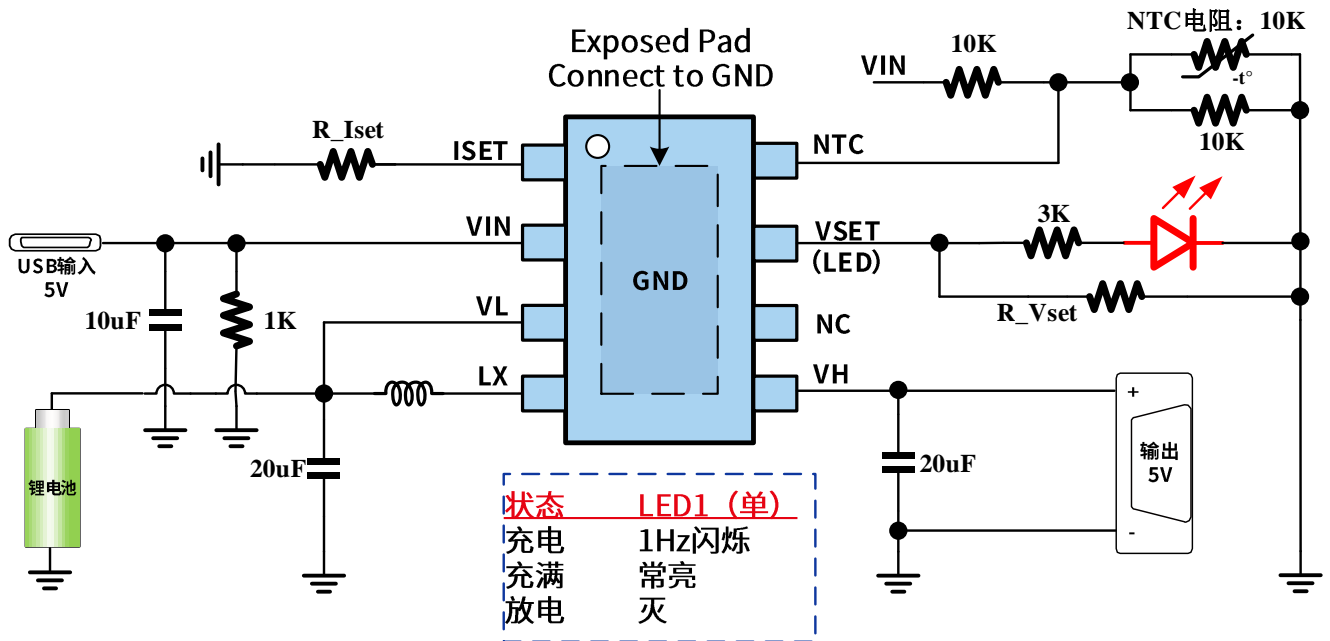 NTC电阻：10K
Exposed Pad
Connect to GND
VIN
10K
-t°
10K
R_Iset
ISET
NTC
VIN
VSET
(LED)
3K
USB输入
5V
GND
10uF
1K
VL
NC
R_Vset
LX
VH
+
20uF
20uF
输出
5V
-
锂电池
状态 LED1（单）
充电 1Hz闪烁
充满 常亮
放电 灭